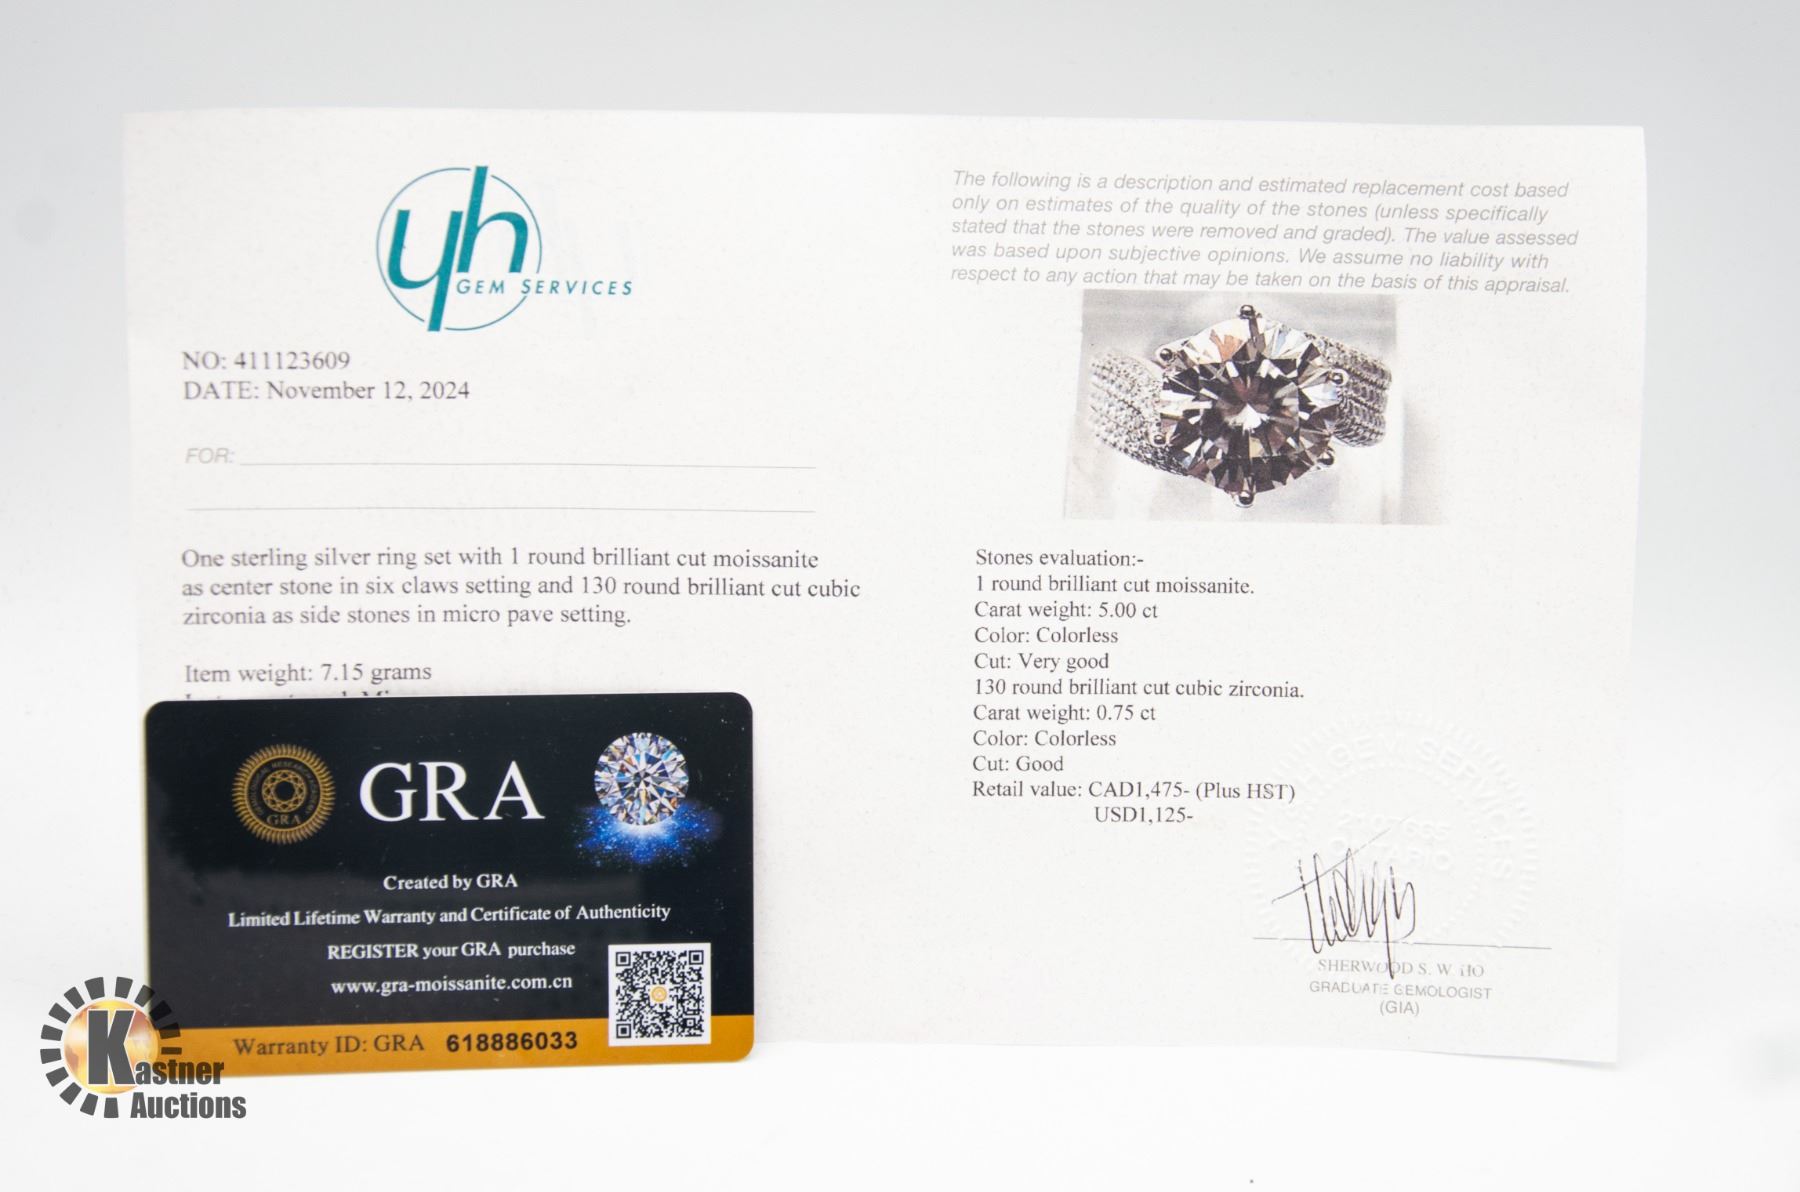 yh
GEM SERVICES
NO: 411123609
DATE: November 12, 2024
FOR:
One sterling silver ring set with 1 round brilliant cut moissanite
as center stone in six claws setting and 130 round brilliant cut cubic
zirconia as side stones in micro pave setting.
Item weight: 7.15 grams
The following is a description and estimated replacement cost based
only on estimates of the quality of the stones (unless specifically
stated that the stones were removed and graded). The value assessed
was based upon subjective opinions. We assume no liability with
respect to any action that may be taken on the basis of this appraisal.
Stones evaluation:-
1 round brilliant cut moissanite.
Carat weight: 5.00 ct
Color: Colorless
Cut: Very good
130 round brilliant cut cubic zirconia.
Carat weight: 0.75 ct
Color: Colorless
Cut: Good
Retail value: CAD1,475- (Plus HST)
USD1,125-
SERVICES
ONTARIO
SHERWOOD S. W. HO
GRADUATE GEMOLOGIST
(GIA)
GEMOLOGICAL RESEARCH ACADEMY
GRA
GRA
Created by GRA
Limited Lifetime Warranty and Certificate of Authenticity
REGISTER your GRA purchase
www.gra-moissanite.com.cn
Warranty ID: GRA 618886033
Kastner
Auctions